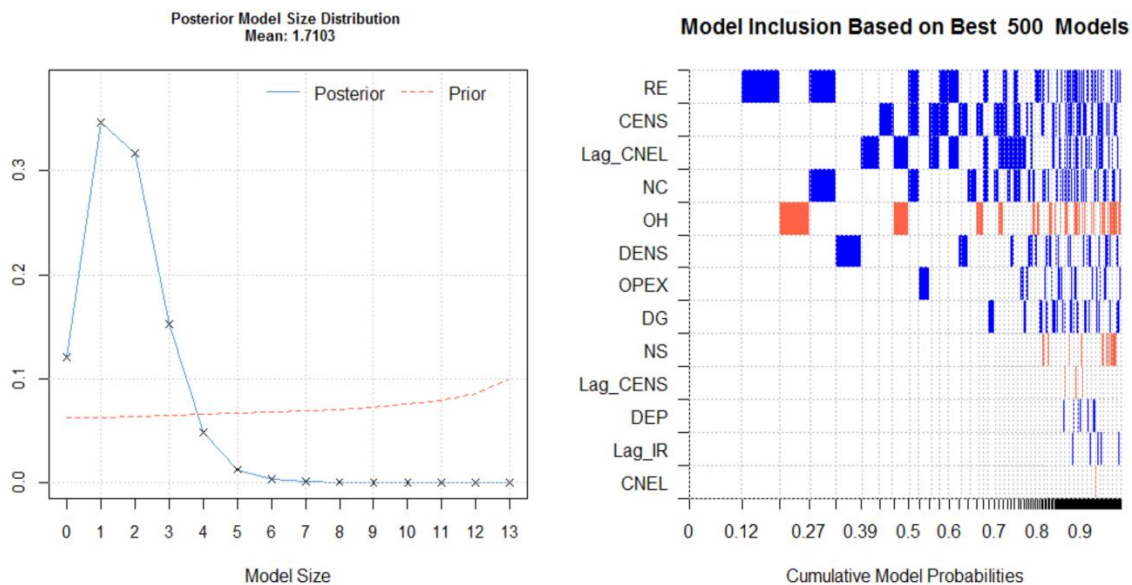 Posterior Model Size Distribution
Mean: 1.7103
Posterior
Prior
0.3
0.2
0.1
0.0
0 1 2 3 4 5 6 7 8 9 10 11 12 13
Model Size
Model Inclusion Based on Best 500 Models
RE
CENS
Lag_CNEL
NC
OH
DENS
OPEX
DG
NS
Lag_CENS
DEP
Lag_IR
CNEL
0 0.12 0.27 0.39 0.5 0.6 0.7 0.8 0.9
Cumulative Model Probabilities